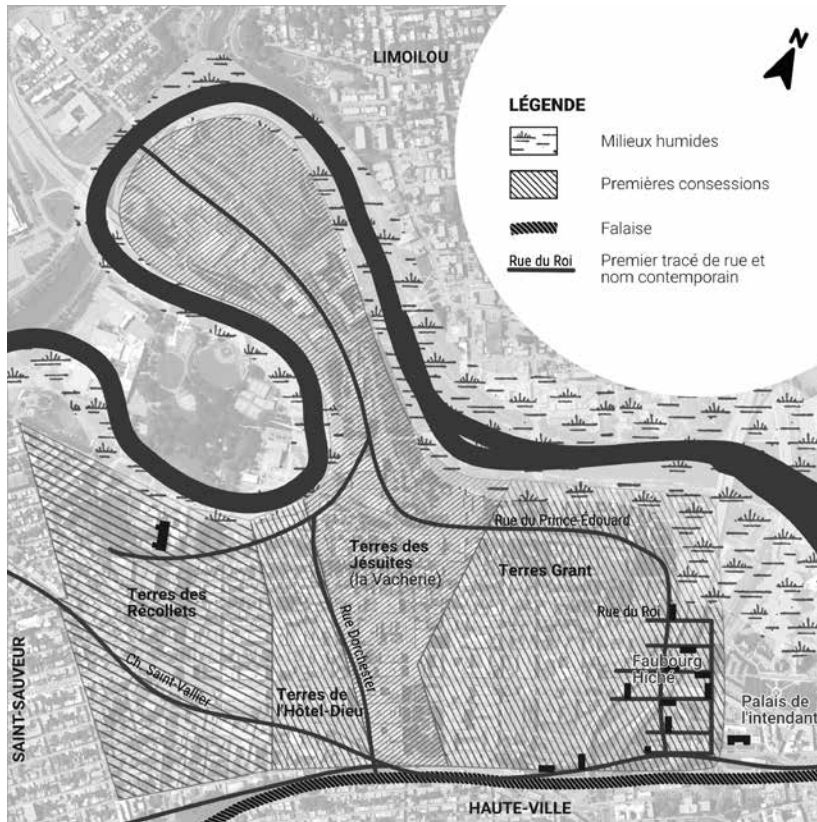 LIMOILOU
N
LÉGENDE
Milieux humides
Premières consessions
Falaise
Rue du Roi
Premier tracé de rue et
nom contemporain
Rue du Prince-Édouard
Terres des
Jésuites
(la Vacherie)
Terres Grant
Terres des
Récollets
Rue du Roi
Rue Dorchester
Faubourg
Hiché
Ch. Saint-Vallier
Terres de
l'Hôtel-Dieu
Palais de
l'intendant
SAINT-SAUVEUR
HAUTE-VILLE